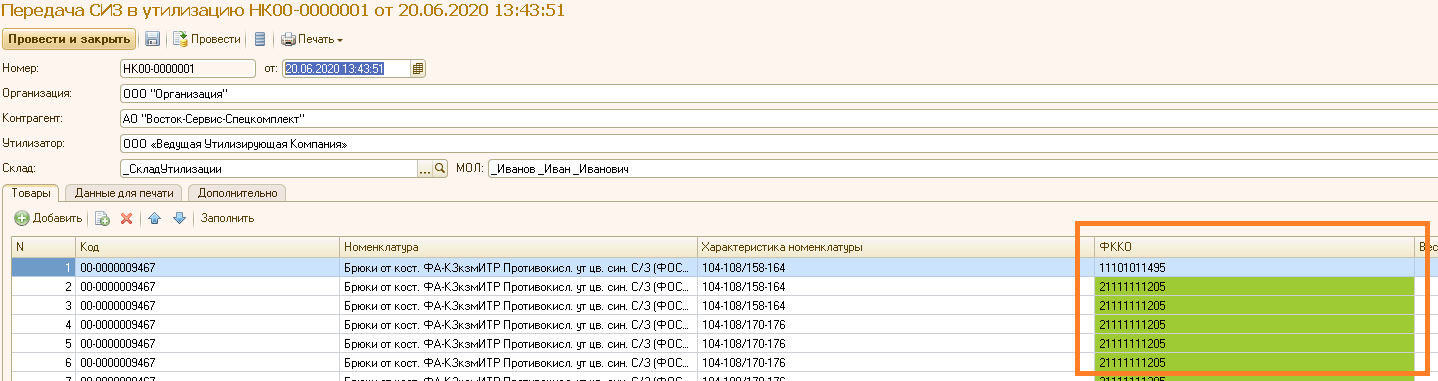 Передача СИЗ в утилизацию НК00-0000001 от 20.06.2020 13:43:51
Провести и закрыть Провести Печать
Номер: НК00-0000001 от: 20.06.2020 13:43:51
Организация: ООО "Организация"
Контрагент: АО "Восток-Сервис-Спецкомплект"
Утилизатор: ООО «Ведущая Утилизирующая Компания»
Склад: _СкладУтилизации ... МОЛ: _Иванов _Иван _Иванович
Товары Данные для печати Дополнительно
Добавить Заполнить
N Код Номенклатура Характеристика номенклатуры ФККО Вес
1 00-0000009467 Брюки от кост. ФА-КЗкзмИТР Противокисл. ут цв. син. С/З (ФОС... 104-108/158-164 11101011495
2 00-0000009467 Брюки от кост. ФА-КЗкзмИТР Противокисл. ут цв. син. С/З (ФОС... 104-108/158-164 21111111205
3 00-0000009467 Брюки от кост. ФА-КЗкзмИТР Противокисл. ут цв. син. С/З (ФОС... 104-108/158-164 21111111205
4 00-0000009467 Брюки от кост. ФА-КЗкзмИТР Противокисл. ут цв. син. С/З (ФОС... 104-108/170-176 21111111205
5 00-0000009467 Брюки от кост. ФА-КЗкзмИТР Противокисл. ут цв. син. С/З (ФОС... 104-108/170-176 21111111205
6 00-0000009467 Брюки от кост. ФА-КЗкзмИТР Противокисл. ут цв. син. С/З (ФОС... 104-108/170-176 21111111205